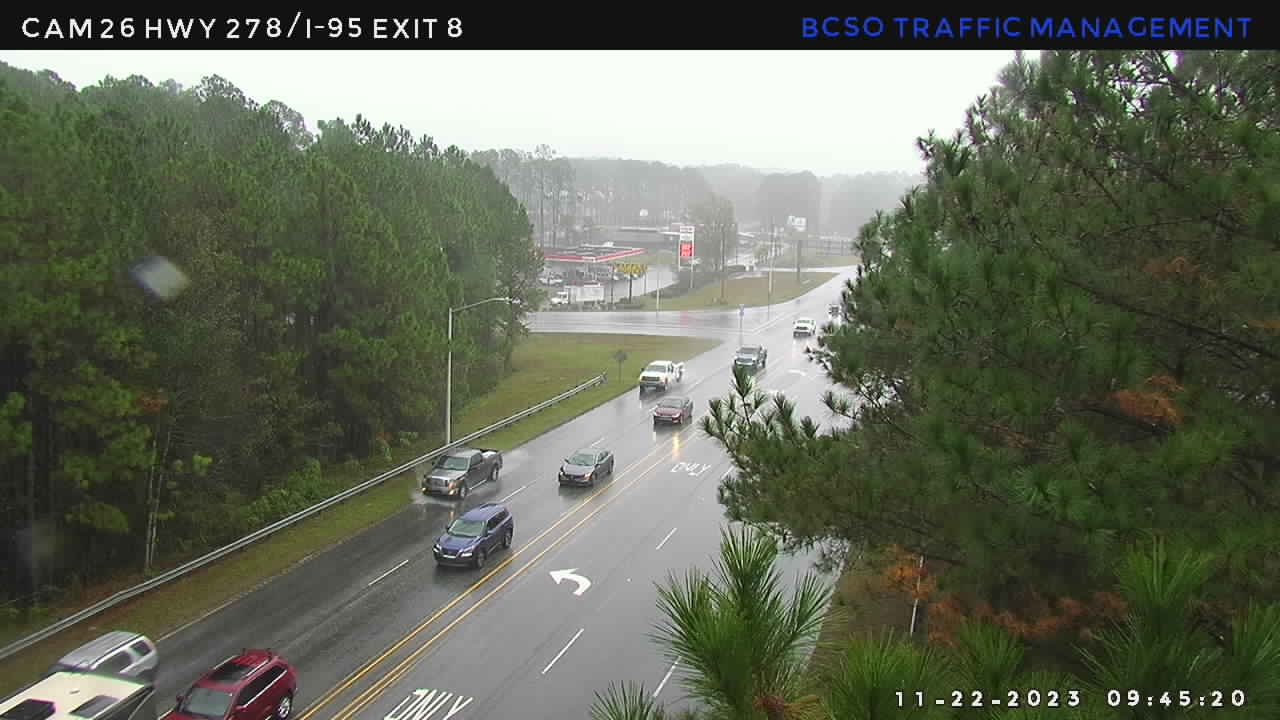 CAM 26 HWY 278/I-95 EXIT 8
BCSO TRAFFIC MANAGEMENT
ONLY
ONLY
11-22-2023 09:45:20